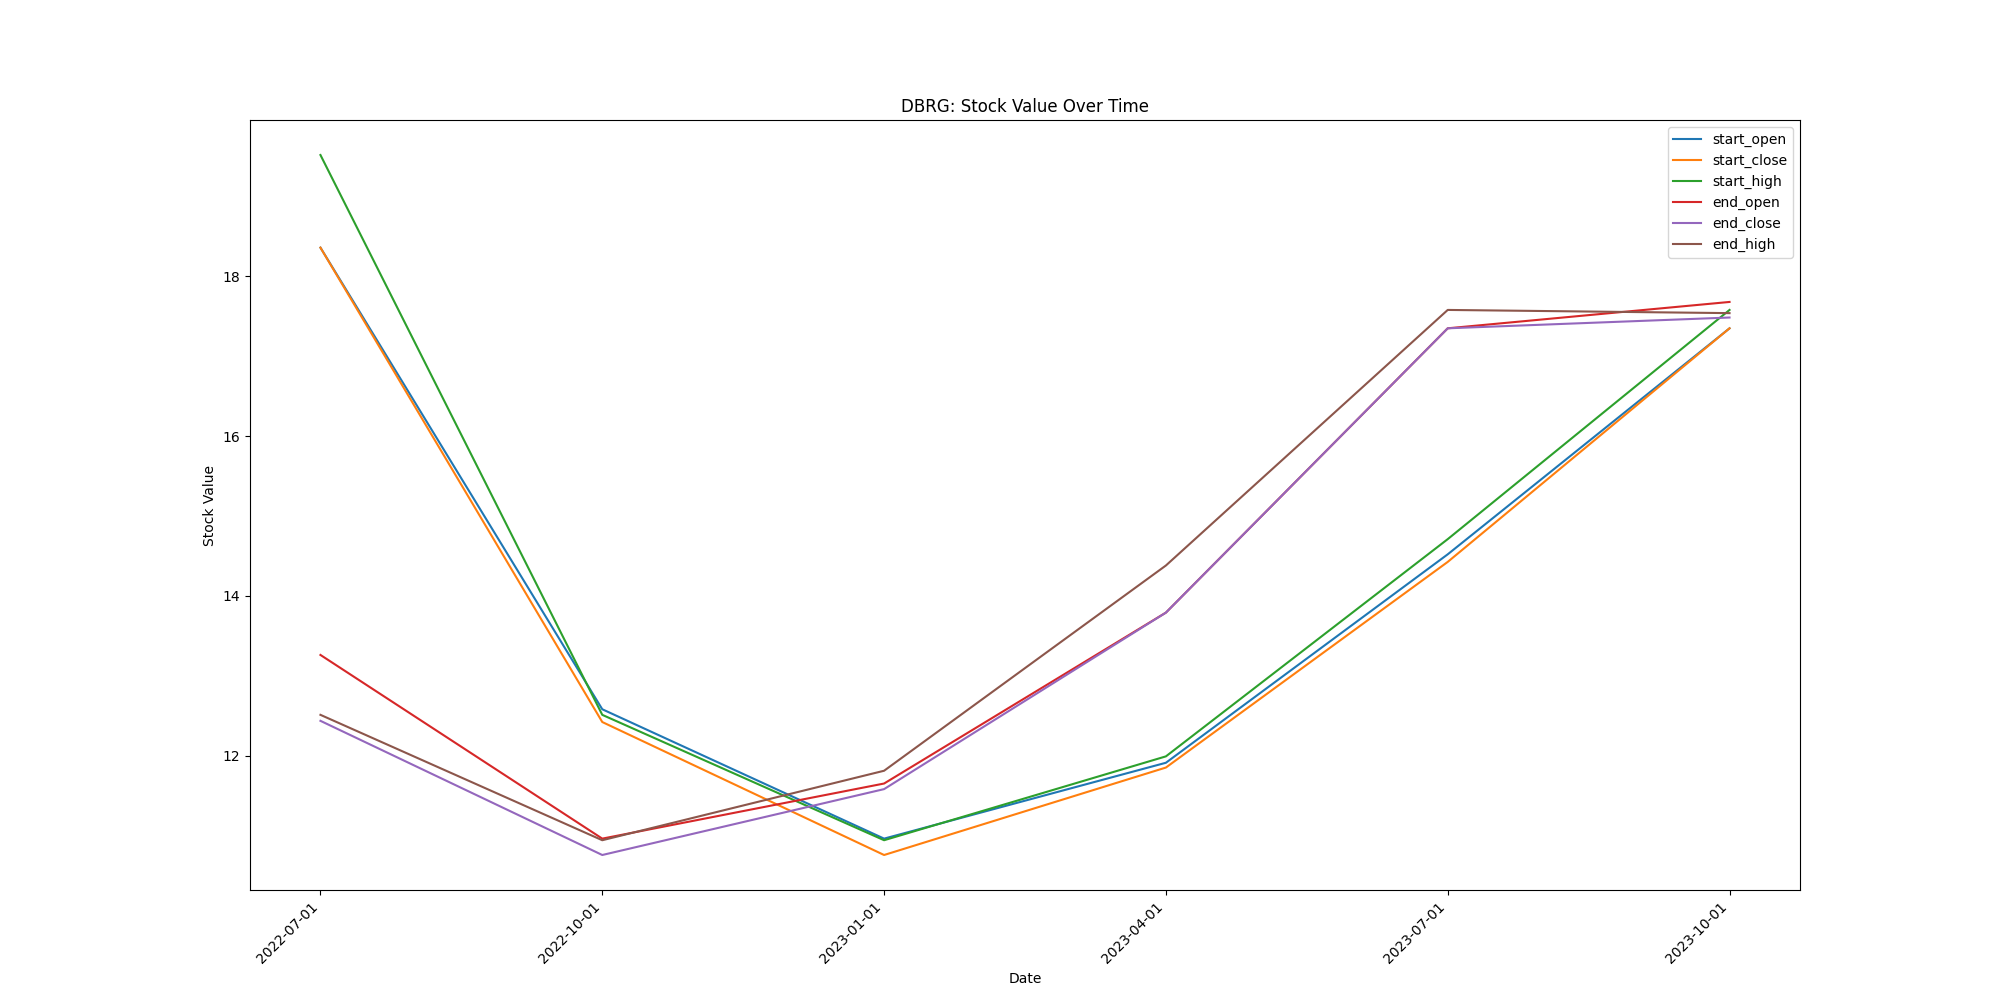 DBRG: Stock Value Over Time
start_open
start_close
start_high
end_open
end_close
end_high
Stock Value
18
16
14
12
2022-07-01
2022-10-01
2023-01-01
2023-04-01
2023-07-01
2023-10-01
Date